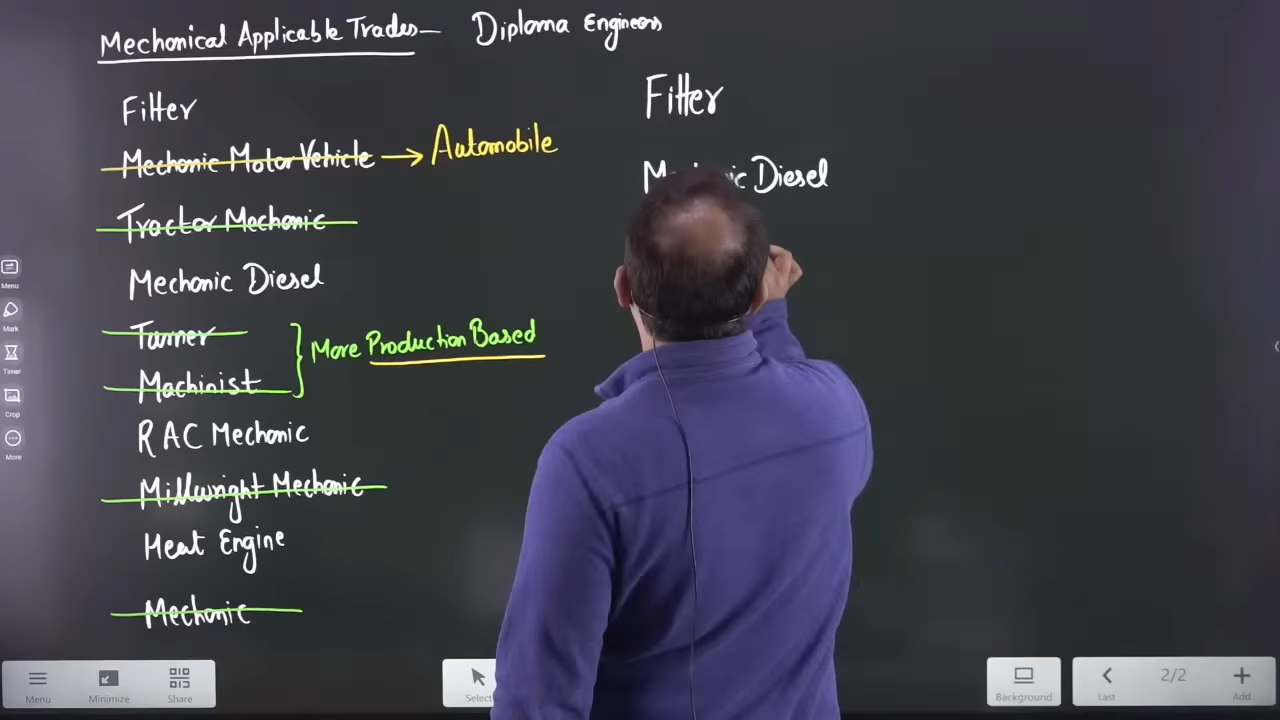 Mechanical Applicable Trades – Diploma Engineers
Fitter
Mechanic Motor Vehicle → Automobile
Tractor Mechanic
Mechanic Diesel
Turner
Machinist
More Production Based
RAC Mechanic
Millwright Mechanic
Heat Engine
Mechanic
Fitter
Diesel
Menu
Mark
Timer
Crop
More
Menu
Minimize
Share
Select
Background
Last
2/2
Add